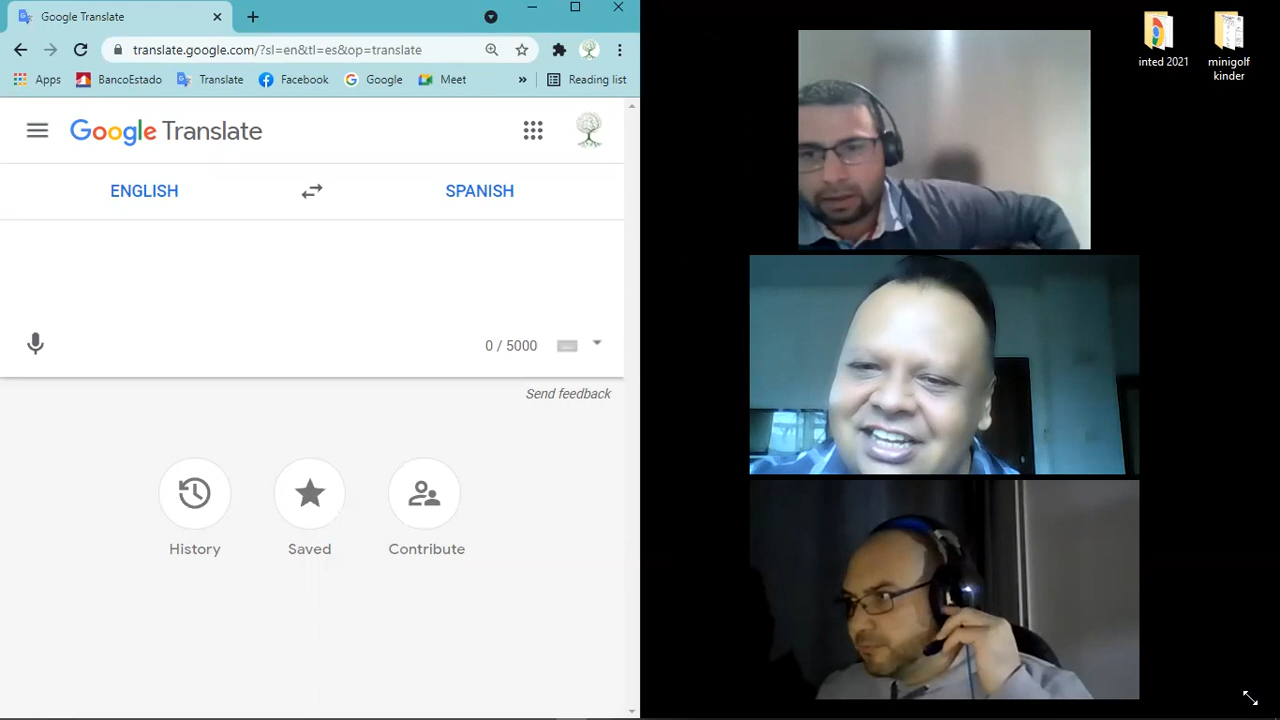 Google Translate
translate.google.com/?sl=en&tl=es&op=translate
Apps BancoEstado Translate Facebook Google Meet » Reading list
Google Translate
ENGLISH SPANISH
0 / 5000
Send feedback
History Saved Contribute
inted 2021
minigolf
kinder